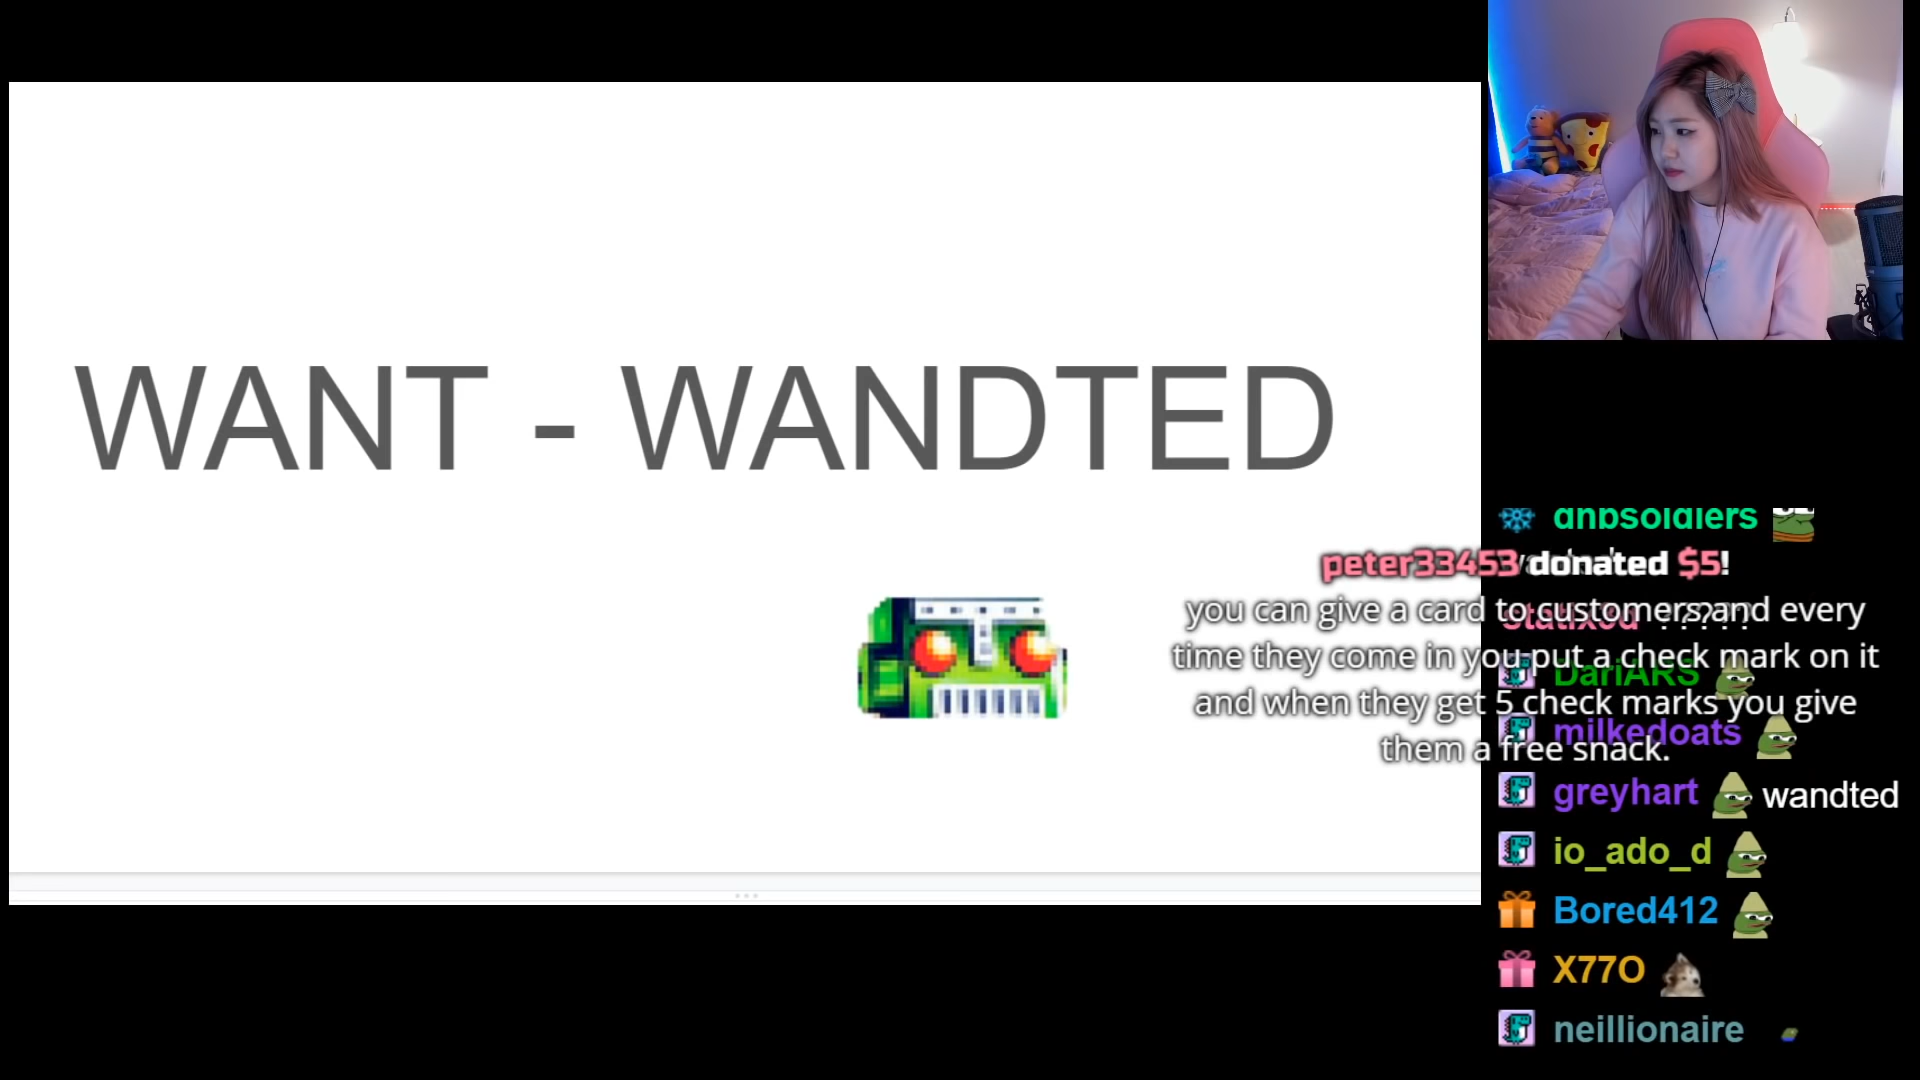 WANT - WANDTED
dnbsoldiers
peter33453 donated $5!
you can give a card to customers and every
time they come in you put a check mark on it
and when they get 5 check marks you give
them a free snack.
?????
DariARS
milkedoats
greyhart wandted
io_ado_d
Bored412
X77O
neillionaire